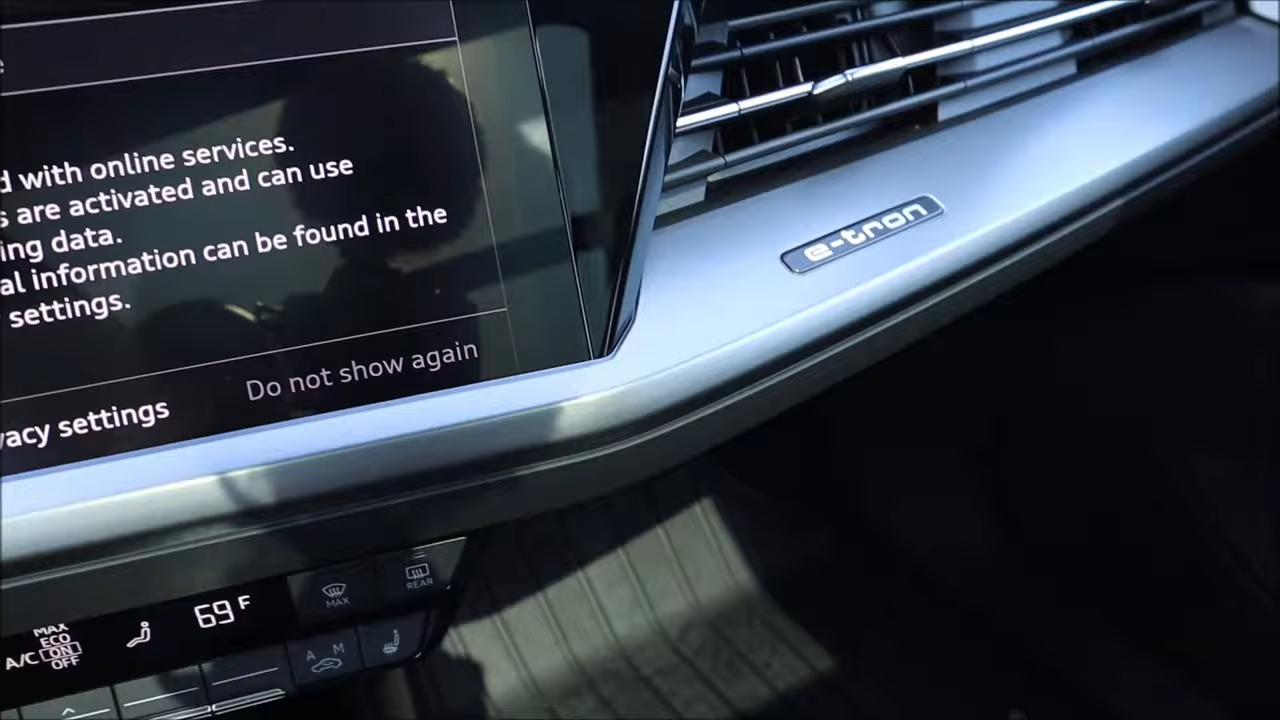 d with online services.
s are activated and can use
ing data.
al information can be found in the
settings.
Do not show again
vacy settings
e-tron
69 F
MAX
REAR
MAX
ECO
A/C ON
OFF
A M